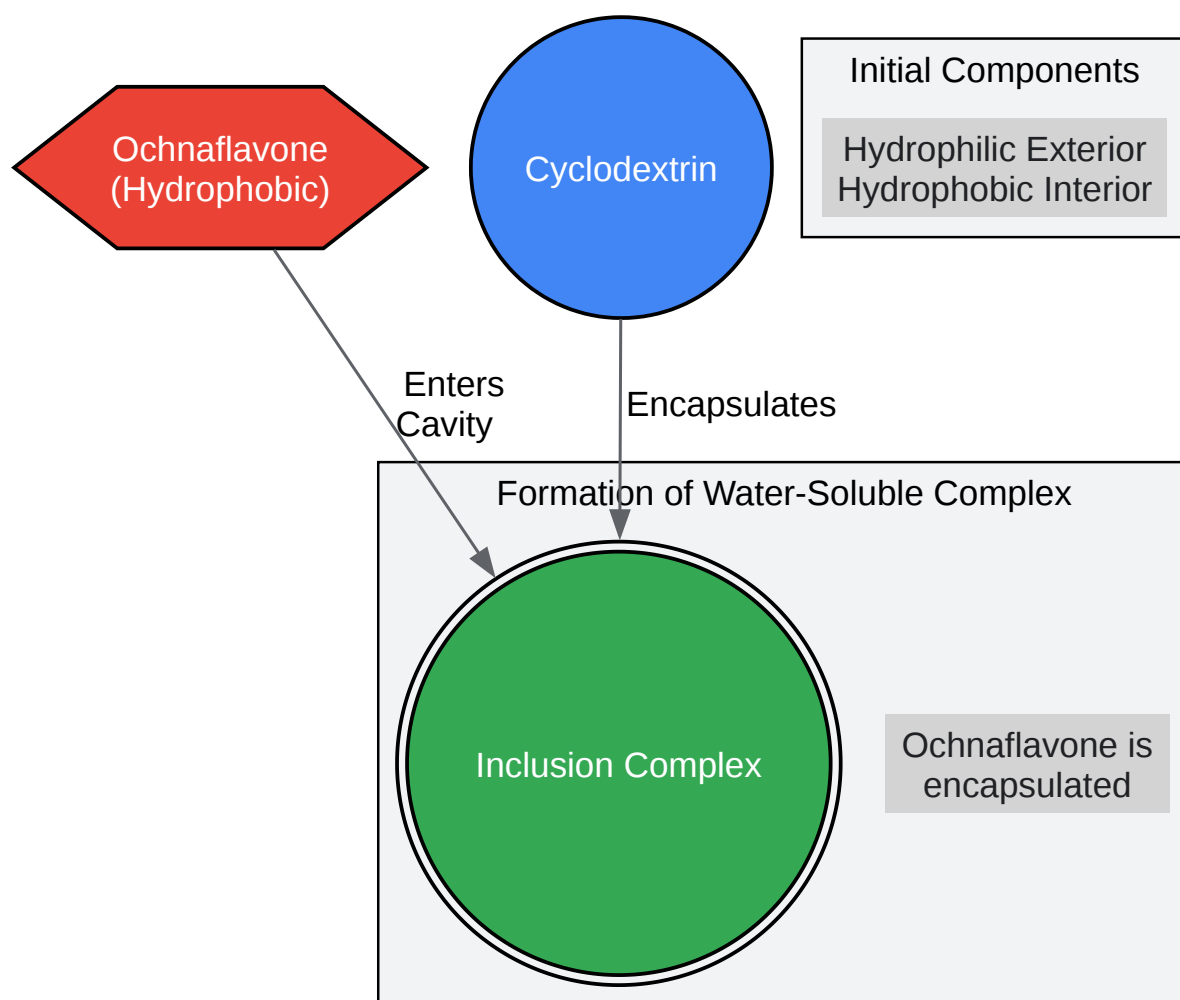 Initial Components
Ochnaflavone
(Hydrophobic)
Cyclodextrin
Hydrophilic Exterior
Hydrophobic Interior
Enters
Cavity
Encapsulates
Formation of Water-Soluble Complex
Inclusion Complex
Ochnaflavone is
encapsulated